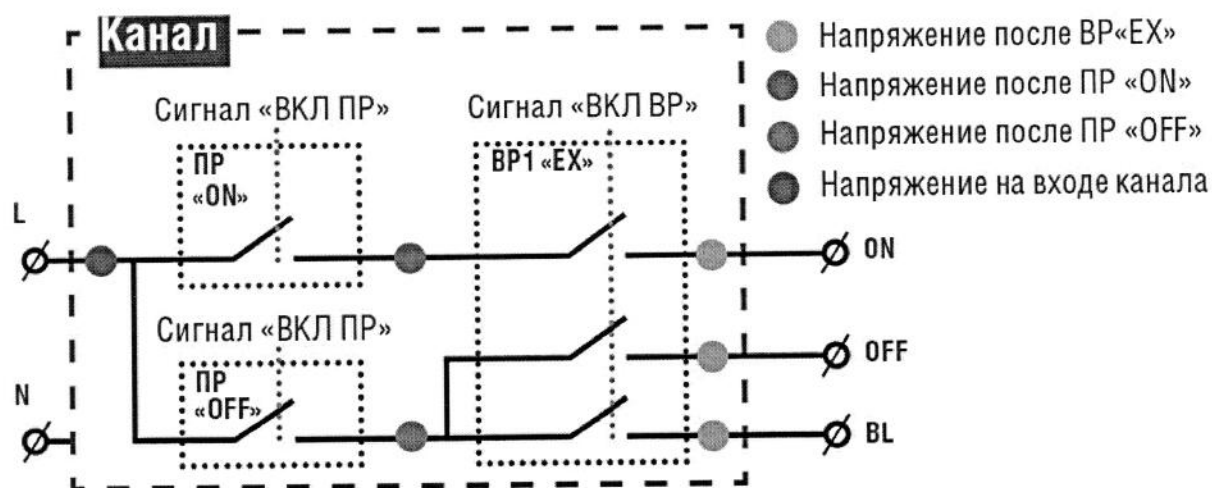 Канал
Напряжение после ВР«EX»
Напряжение после ПР «ON»
Напряжение после ПР «OFF»
Напряжение на входе канала
Сигнал «ВКЛ ПР»
Сигнал «ВКЛ ВР»
ПР
«ON»
ВР1 «EX»
L
ON
Сигнал «ВКЛ ПР»
OFF
ПР
«OFF»
N
BL